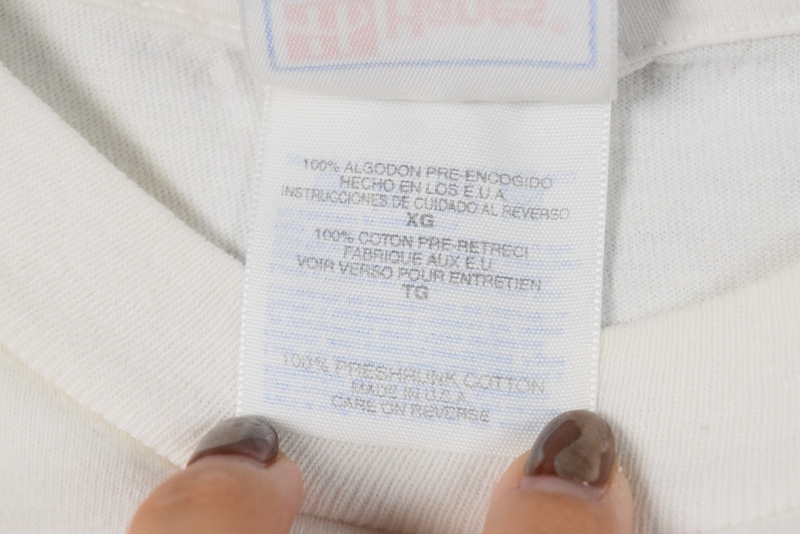 Hanes
100% ALGODON PRE-ENCOGIDO
HECHO EN LOS E.U.A.
INSTRUCCIONES DE CUIDADO AL REVERSO
XG
100% COTON PRE-RETRECI
FABRIQUE AUX E.U.
VOIR VERSO POUR ENTRETIEN
TG
100% PRESHRUNK COTTON
MADE IN U.S.A.
CARE ON REVERSE